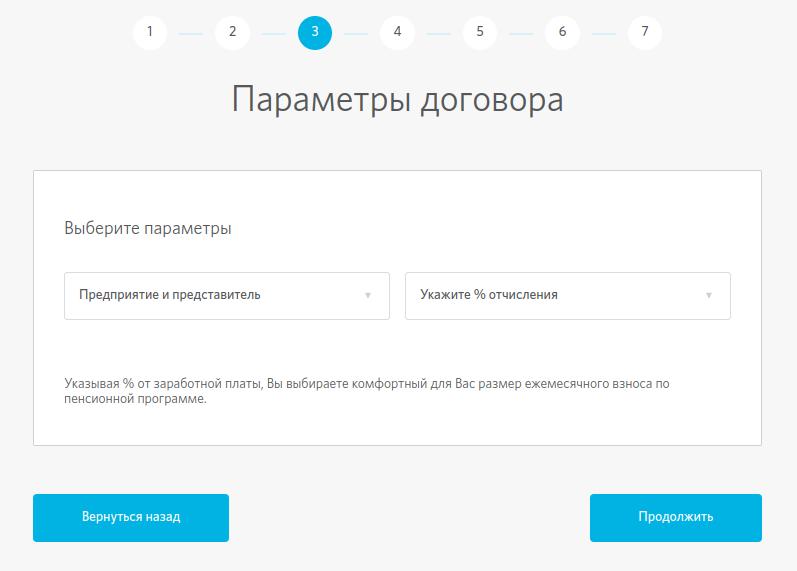 1 2 3 4 5 6 7
Параметры договора
Выберите параметры
Предприятие и представитель Укажите % отчисления
Указывая % от заработной платы, Вы выбираете комфортный для Вас размер ежемесячного взноса по
пенсионной программе.
Вернуться назад Продолжить